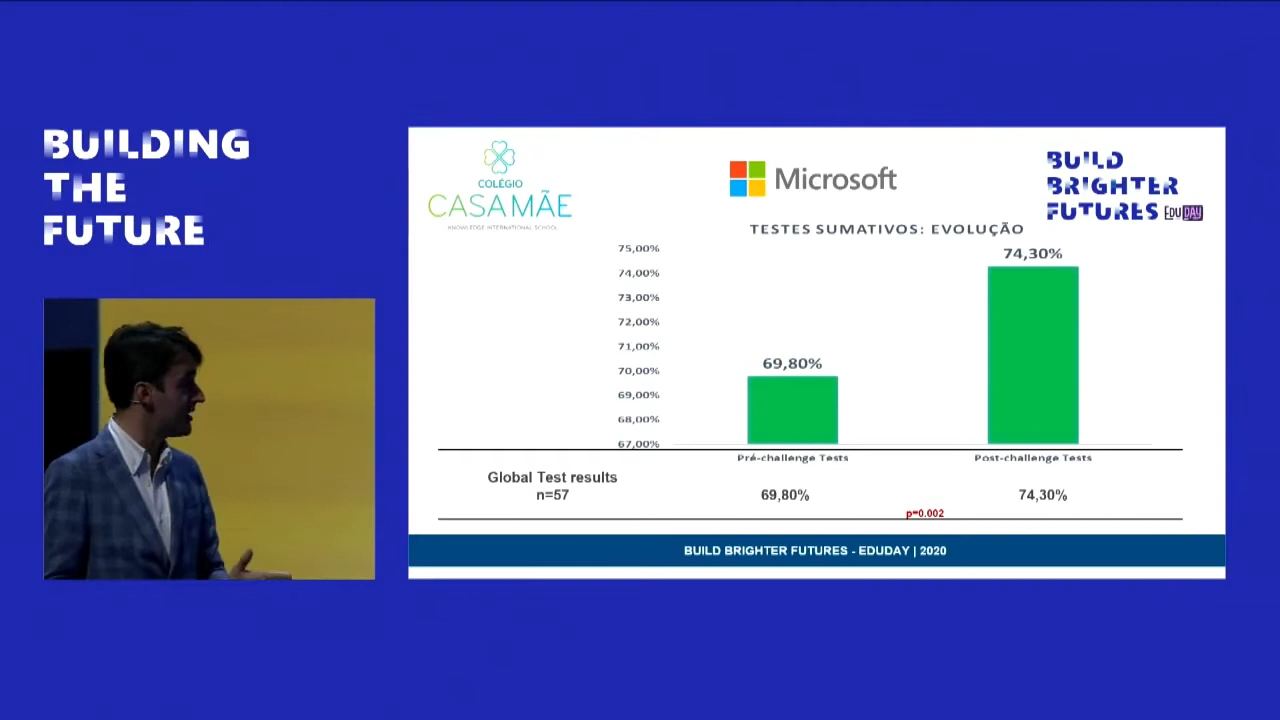 BUILDING
THE
FUTURE
COLÉGIO
CASA MÃE
KNOWLEDGE INTERNATIONAL SCHOOL
Microsoft
BUILD
BRIGHTER
FUTURES EDU DAY
TESTES SUMATIVOS: EVOLUÇÃO
75,00%
74,00%
73,00%
72,00%
71,00%
70,00%
69,00%
68,00%
67,00%
69,80%
74,30%
Pré-challenge Tests
Post-challenge Tests
Global Test results
n=57
69,80%
74,30%
p=0.002
BUILD BRIGHTER FUTURES - EDUDAY | 2020